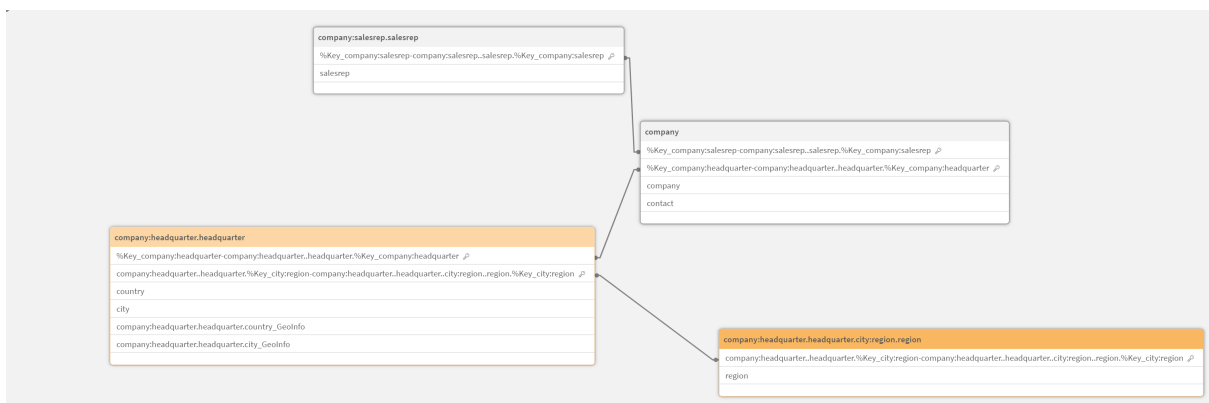 company:salesrep.salesrep
%Key_company:salesrep-company:salesrep..salesrep.%Key_company:salesrep
salesrep
company
%Key_company:salesrep-company:salesrep..salesrep.%Key_company:salesrep
%Key_company:headquarter-company:headquarter..headquarter.%Key_company:headquarter
company
contact
company:headquarter.headquarter
%Key_company:headquarter-company:headquarter..headquarter.%Key_company:headquarter
company:headquarter..headquarter.%Key_city:region-company:headquarter..headquarter..city:region..region.%Key_city:region
country
city
company:headquarter.headquarter.country_GeoInfo
company:headquarter.headquarter.city_GeoInfo
company:headquarter.headquarter.city:region.region
company:headquarter..headquarter.%Key_city:region-company:headquarter..headquarter..city:region..region.%Key_city:region
region